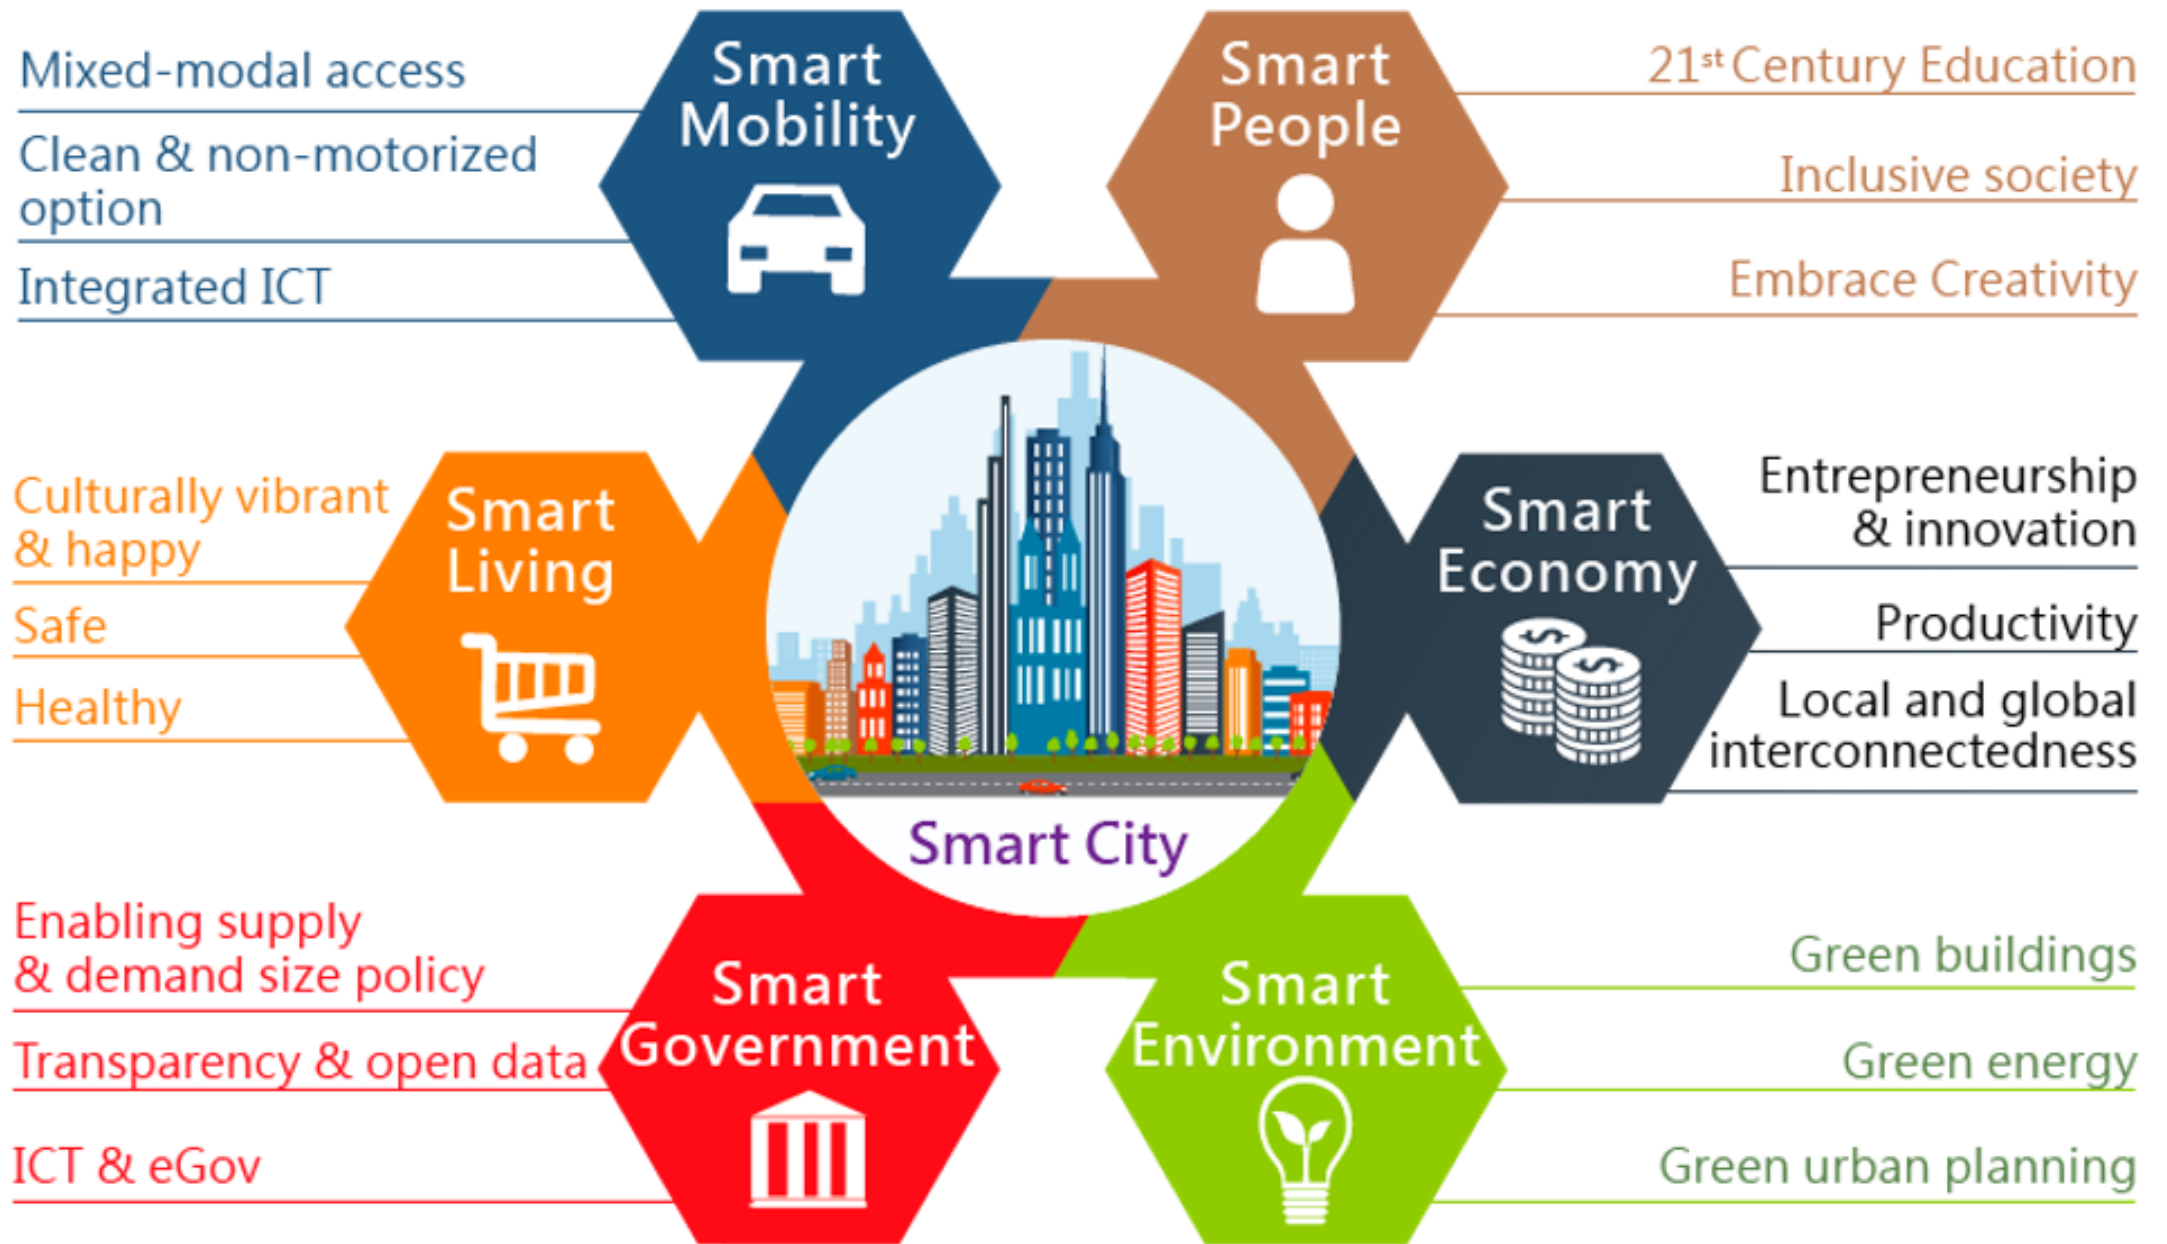 Mixed-modal access
Clean & non-motorized
option
Integrated ICT
Smart
Mobility
Smart
People
21st Century Education
Inclusive society
Embrace Creativity
Culturally vibrant
& happy
Safe
Healthy
Smart
Living
Smart
Economy
Entrepreneurship
& innovation
Productivity
Local and global
interconnectedness
Smart City
Enabling supply
& demand size policy
Transparency & open data
ICT & eGov
Smart
Government
Smart
Environment
Green buildings
Green energy
Green urban planning